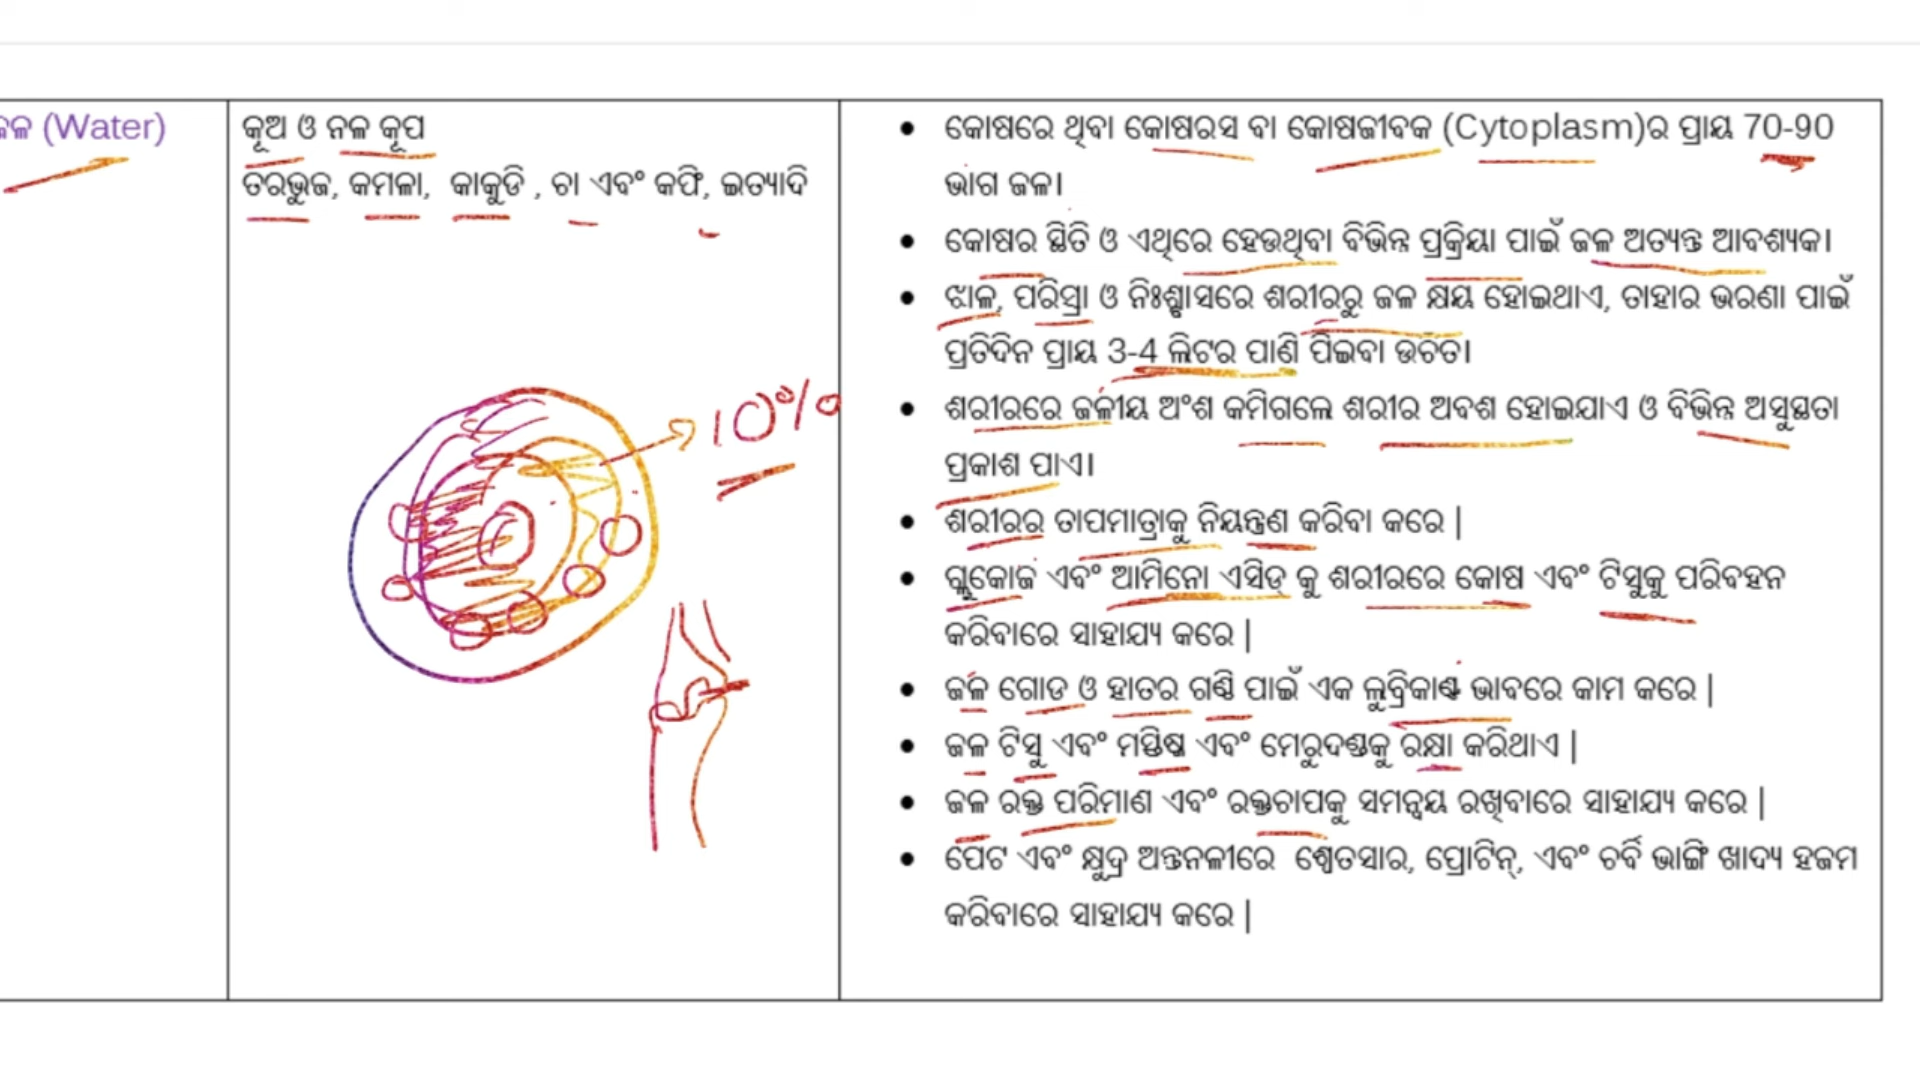 ଜଳ (Water)
କୂଅ ଓ ନଳ କୂପ
ତରଭୁଜ, କମଳା, କାକୁଡି , ଚା ଏବଂ କଫି, ଇତ୍ୟାଦି
10%
• କୋଷରେ ଥିବା କୋଷରସ ବା କୋଷଜୀବକ (Cytoplasm)ର ପ୍ରାୟ 70-90
ଭାଗ ଜଳ।
• କୋଷର ସ୍ଥିତି ଓ ଏଥିରେ ହେଉଥିବା ବିଭିନ୍ନ ପ୍ରକ୍ରିୟା ପାଇଁ ଜଳ ଅତ୍ୟନ୍ତ ଆବଶ୍ୟକ।
• ଝାଳ, ପରିସ୍ରା ଓ ନିଃଶ୍ବାସରେ ଶରୀରରୁ ଜଳ କ୍ଷୟ ହୋଇଥାଏ, ତାହାର ଭରଣା ପାଇଁ
ପ୍ରତିଦିନ ପ୍ରାୟ 3-4 ଲିଟର ପାଣି ପିଇବା ଉଚିତ।
• ଶରୀରରେ ଜଳୀୟ ଅଂଶ କମିଗଲେ ଶରୀର ଅବଶ ହୋଇଯାଏ ଓ ବିଭିନ୍ନ ଅସୁସ୍ଥତା
ପ୍ରକାଶ ପାଏ।
• ଶରୀରର ତାପମାତ୍ରାକୁ ନିୟନ୍ତ୍ରଣ କରିବା କରେ |
• ଗ୍ଲୁକୋଜ ଏବଂ ଆମିନୋ ଏସିଡ୍ କୁ ଶରୀରରେ କୋଷ ଏବଂ ଟିସୁକୁ ପରିବହନ
କରିବାରେ ସାହାଯ୍ୟ କରେ |
• ଜଳ ଗୋଡ ଓ ହାତର ଗଣ୍ଠି ପାଇଁ ଏକ ଲୁବ୍ରିକାଣ୍ଟ ଭାବରେ କାମ କରେ |
• ଜଳ ଟିସୁ ଏବଂ ମସ୍ତିଷ୍କ ଏବଂ ମେରୁଦଣ୍ଡକୁ ରକ୍ଷା କରିଥାଏ |
• ଜଳ ରକ୍ତ ପରିମାଣ ଏବଂ ରକ୍ତଚାପକୁ ସମନ୍ବୟ ରଖିବାରେ ସାହାଯ୍ୟ କରେ |
• ପେଟ ଏବଂ କ୍ଷୁଦ୍ର ଅନ୍ତନଳୀରେ ଶ୍ୱେତସାର, ପ୍ରୋଟିନ୍, ଏବଂ ଚର୍ବି ଭାଙ୍ଗି ଖାଦ୍ୟ ହଜମ
କରିବାରେ ସାହାଯ୍ୟ କରେ |